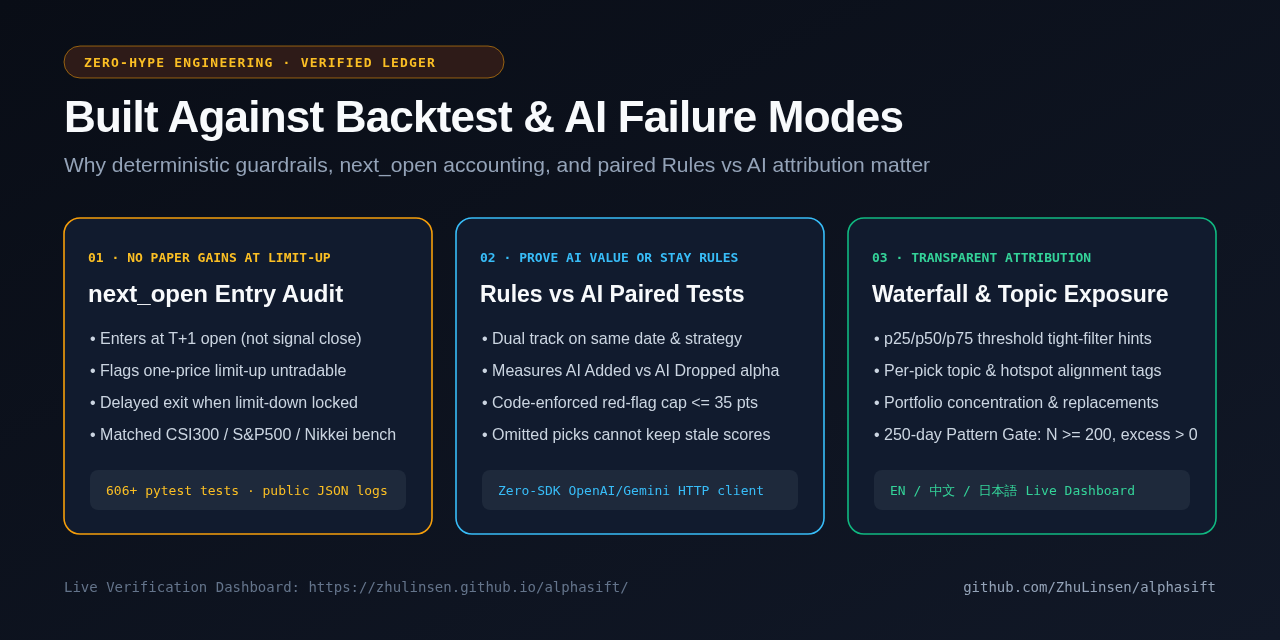 ZERO-HYPE ENGINEERING · VERIFIED LEDGER
Built Against Backtest & AI Failure Modes
Why deterministic guardrails, next_open accounting, and paired Rules vs AI attribution matter
01 · NO PAPER GAINS AT LIMIT-UP
next_open Entry Audit
• Enters at T+1 open (not signal close)
• Flags one-price limit-up untradable
• Delayed exit when limit-down locked
• Matched CSI300 / S&P500 / Nikkei bench
606+ pytest tests · public JSON logs
02 · PROVE AI VALUE OR STAY RULES
Rules vs AI Paired Tests
• Dual track on same date & strategy
• Measures AI Added vs AI Dropped alpha
• Code-enforced red-flag cap <= 35 pts
• Omitted picks cannot keep stale scores
Zero-SDK OpenAI/Gemini HTTP client
03 · TRANSPARENT ATTRIBUTION
Waterfall & Topic Exposure
• p25/p50/p75 threshold tight-filter hints
• Per-pick topic & hotspot alignment tags
• Portfolio concentration & replacements
• 250-day Pattern Gate: N >= 200, excess > 0
EN / 中文 / 日本語 Live Dashboard
Live Verification Dashboard: https://zhulinsen.github.io/alphasift/
github.com/ZhuLinsen/alphasift